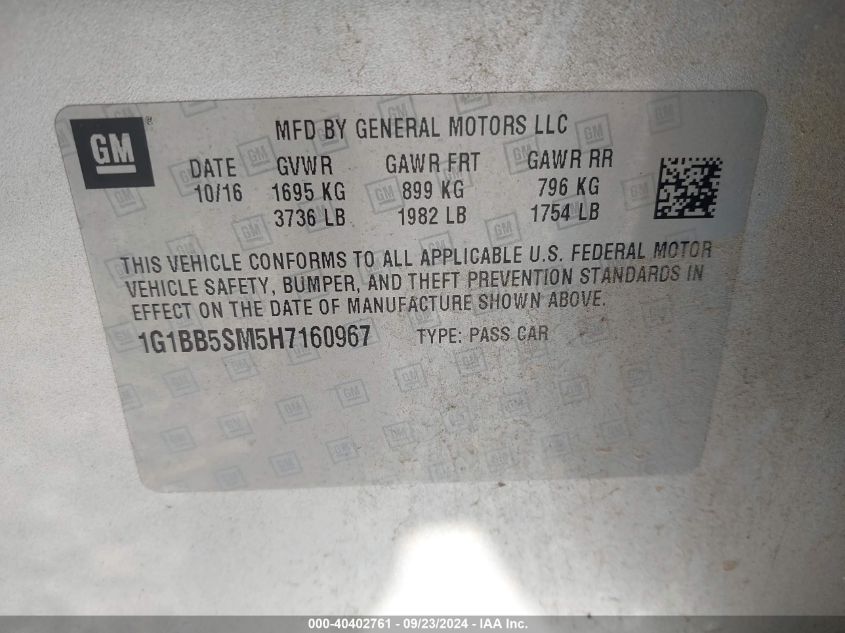 GM
MFD BY GENERAL MOTORS LLC
DATE GVWR GAWR FRT GAWR RR
10/16 1695 KG 899 KG 796 KG
3736 LB 1982 LB 1754 LB
THIS VEHICLE CONFORMS TO ALL APPLICABLE U.S. FEDERAL MOTOR
VEHICLE SAFETY, BUMPER, AND THEFT PREVENTION STANDARDS IN
EFFECT ON THE DATE OF MANUFACTURE SHOWN ABOVE.
1G1BB5SM5H7160967 TYPE: PASS CAR
000-40402761 - 09/23/2024 - IAA Inc.